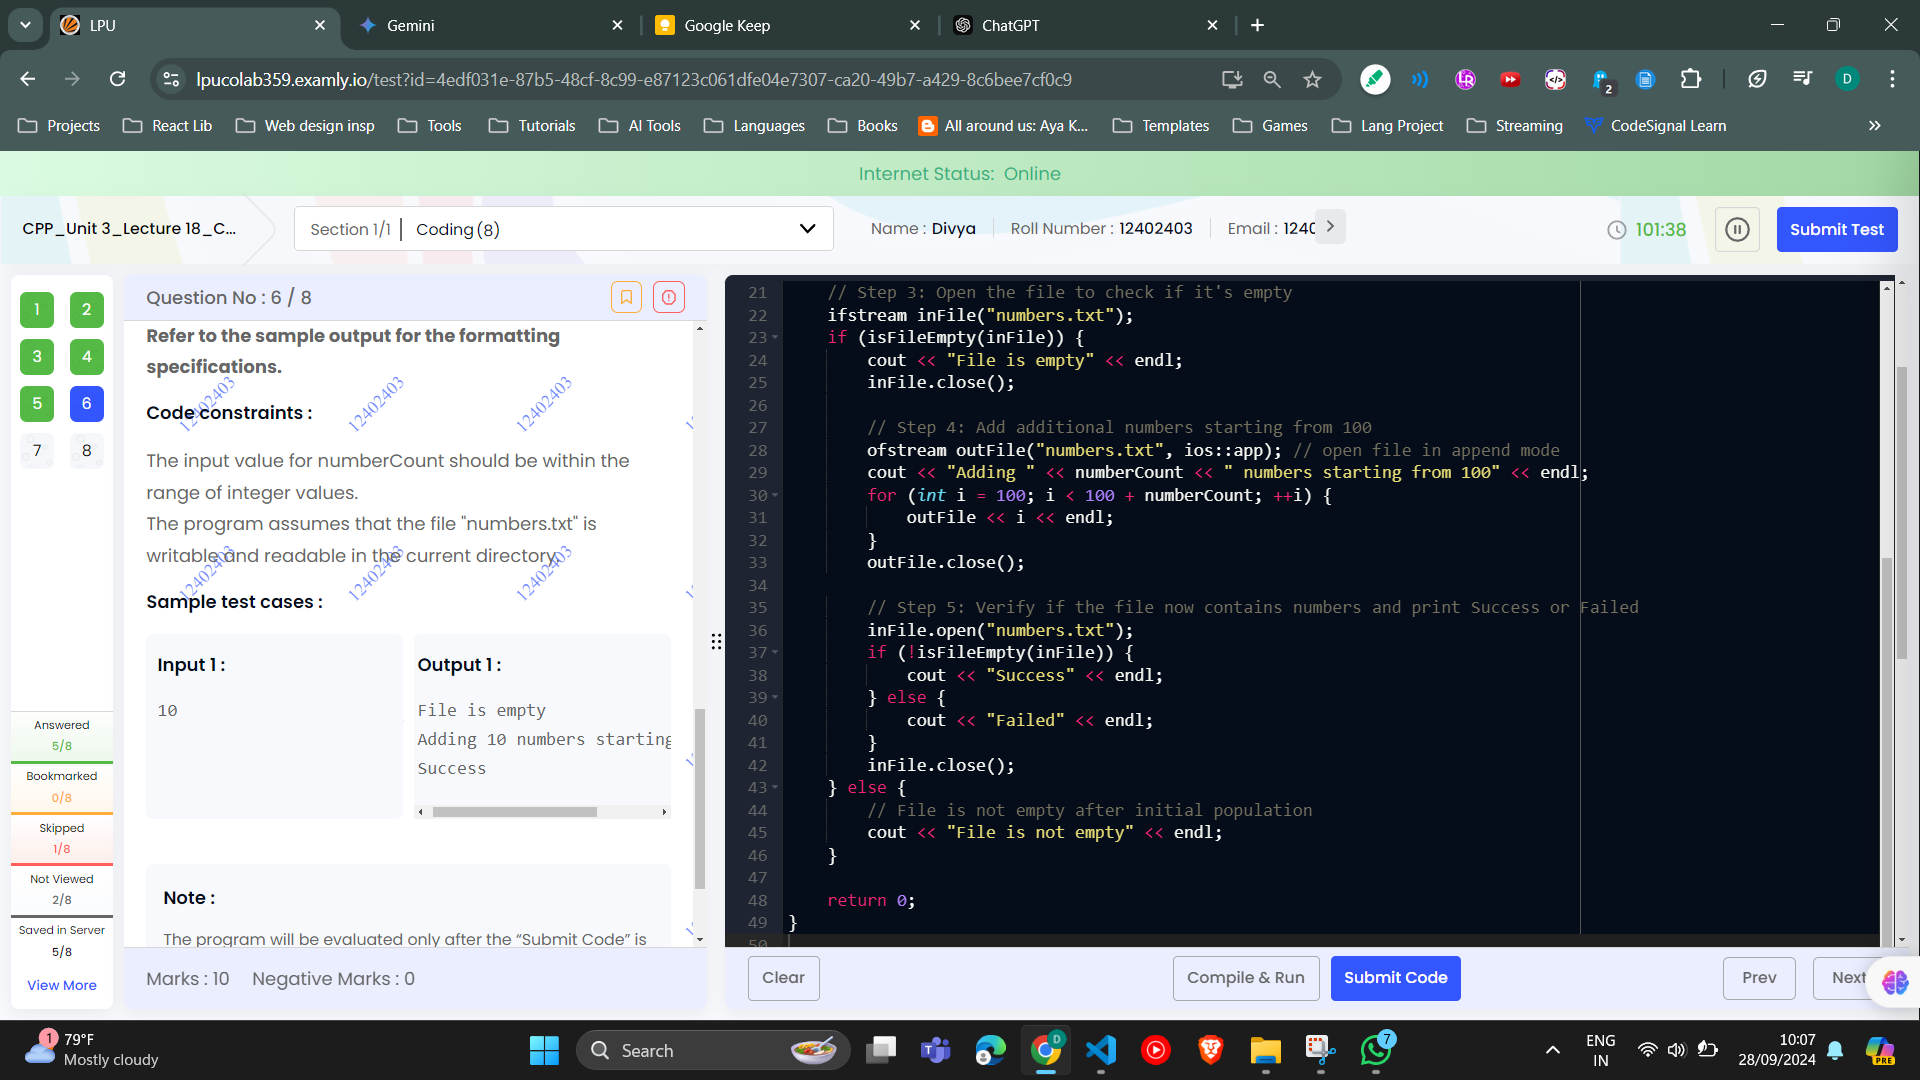 LPU
Gemini
Google Keep
ChatGPT
lpucolab359.examly.io/test?id=4edf031e-87b5-48cf-8c99-e87123c061dfe04e7307-ca20-49b7-a429-8c6bee7cf0c9
2
D
Projects
React Lib
Web design insp
Tools
Tutorials
AI Tools
Languages
Books
All around us: Aya K...
Templates
Games
Lang Project
Streaming
CodeSignal Learn
Internet Status: Online
CPP_Unit 3_Lecture 18_C...
Section 1/1 | Coding (8)
Name : Divya
Roll Number : 12402403
Email : 1240
101:38
Submit Test
1 2
3 4
5 6
7 8
Answered
5/8
Bookmarked
0/8
Skipped
1/8
Not Viewed
2/8
Saved in Server
5/8
View More
Question No : 6 / 8
Refer to the sample output for the formatting
specifications.
12402403 12402403 12402403
Code constraints :
The input value for numberCount should be within the
range of integer values.
The program assumes that the file "numbers.txt" is
writable and readable in the current directory.
12402403 12402403 12402403
Sample test cases :
Input 1 :
10
Output 1 :
File is empty
Adding 10 numbers starting
Success
Note :
The program will be evaluated only after the “Submit Code” is
Marks : 10 Negative Marks : 0
21 // Step 3: Open the file to check if it's empty
22 ifstream inFile("numbers.txt");
23 if (isFileEmpty(inFile)) {
24 cout << "File is empty" << endl;
25 inFile.close();
26
27 // Step 4: Add additional numbers starting from 100
28 ofstream outFile("numbers.txt", ios::app); // open file in append mode
29 cout << "Adding " << numberCount << " numbers starting from 100" << endl;
30 for (int i = 100; i < 100 + numberCount; ++i) {
31 outFile << i << endl;
32 }
33 outFile.close();
34
35 // Step 5: Verify if the file now contains numbers and print Success or Failed
36 inFile.open("numbers.txt");
37 if (!isFileEmpty(inFile)) {
38 cout << "Success" << endl;
39 } else {
40 cout << "Failed" << endl;
41 }
42 inFile.close();
43 } else {
44 // File is not empty after initial population
45 cout << "File is not empty" << endl;
46 }
47
48 return 0;
49 }
50
Clear
Compile & Run
Submit Code
Prev
Next
1
79°F
Mostly cloudy
Search
D
7
ENG
IN
10:07
28/09/2024
PRE